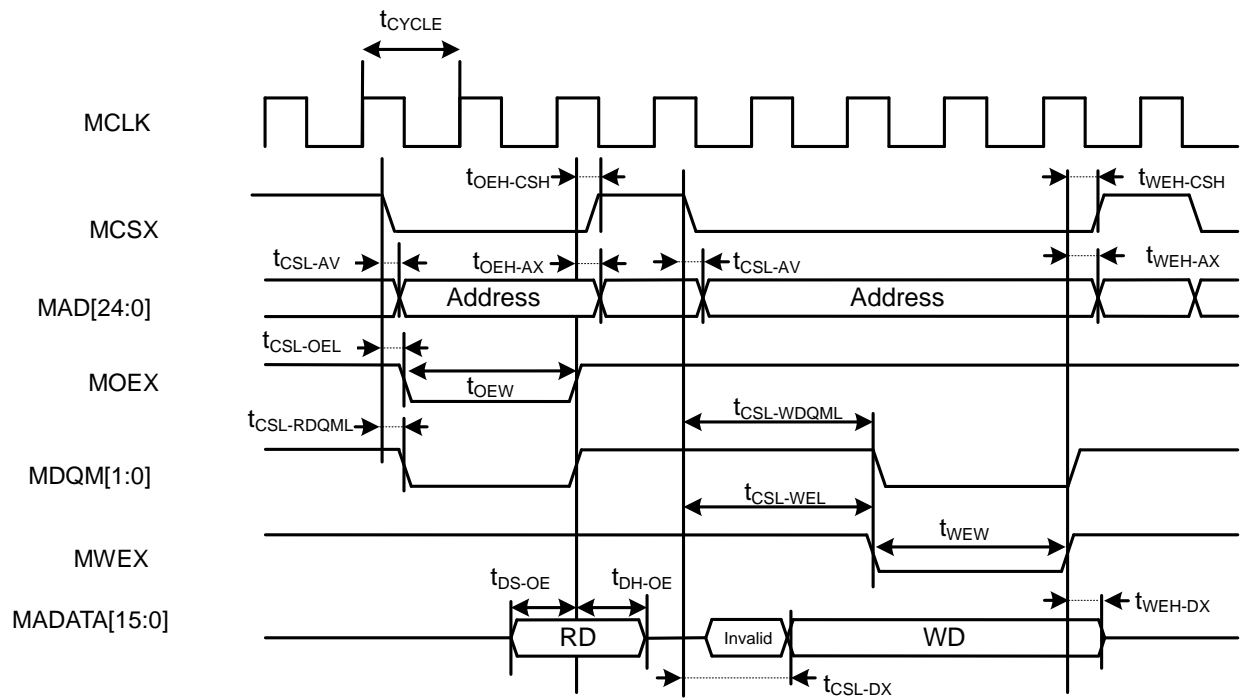 tCYCLE
MCLK
tOEH-CSH
tWEH-CSH
MCSX
tCSL-AV
tOEH-AX
tCSL-AV
tWEH-AX
MAD[24:0]
Address
Address
tCSL-OEL
MOEX
tOEW
tCSL-RDQML
tCSL-WDQML
MDQM[1:0]
tCSL-WEL
tWEW
MWEX
tDS-OE
tDH-OE
tWEH-DX
MADATA[15:0]
RD
Invalid
WD
tCSL-DX